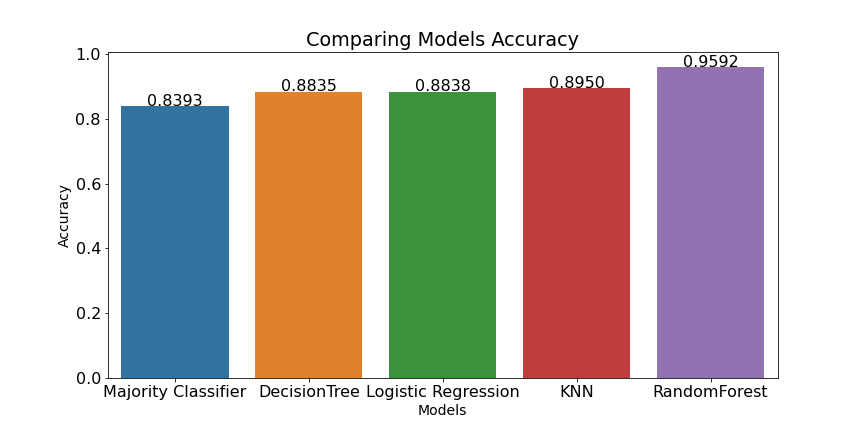 Comparing Models Accuracy
1.0
0.8
0.6
0.4
0.2
0.0
Accuracy
0.8393
0.8835
0.8838
0.8950
0.9592
Majority Classifier
DecisionTree
Logistic Regression
KNN
RandomForest
Models